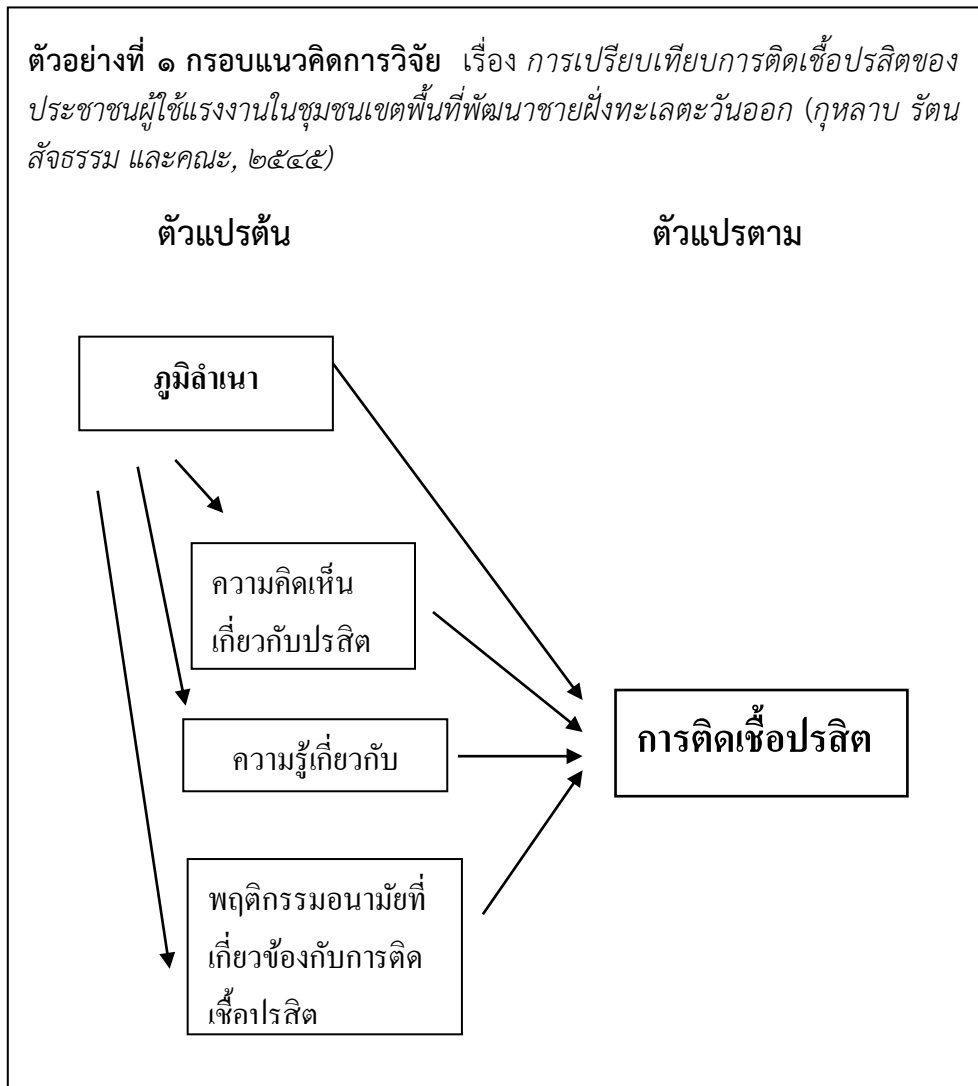 ตัวอย่างที่ ๑ กรอบแนวคิดการวิจัย เรื่อง การเปรียบเทียบการติดเชื้อปรสิตของ
ประชาชนผู้ใช้แรงงานในชุมชนเขตพื้นที่พัฒนาชายฝั่งทะเลตะวันออก (กุหลาบ รัตน
สัจธรรม และคณะ, ๒๕๔๕)
ตัวแปรต้น ตัวแปรตาม
ภูมิลำเนา
ความคิดเห็น
เกี่ยวกับปรสิต
ความรู้เกี่ยวกับ
การติดเชื้อปรสิต
พฤติกรรมอนามัยที่
เกี่ยวข้องกับการติด
เชื้อปรสิต